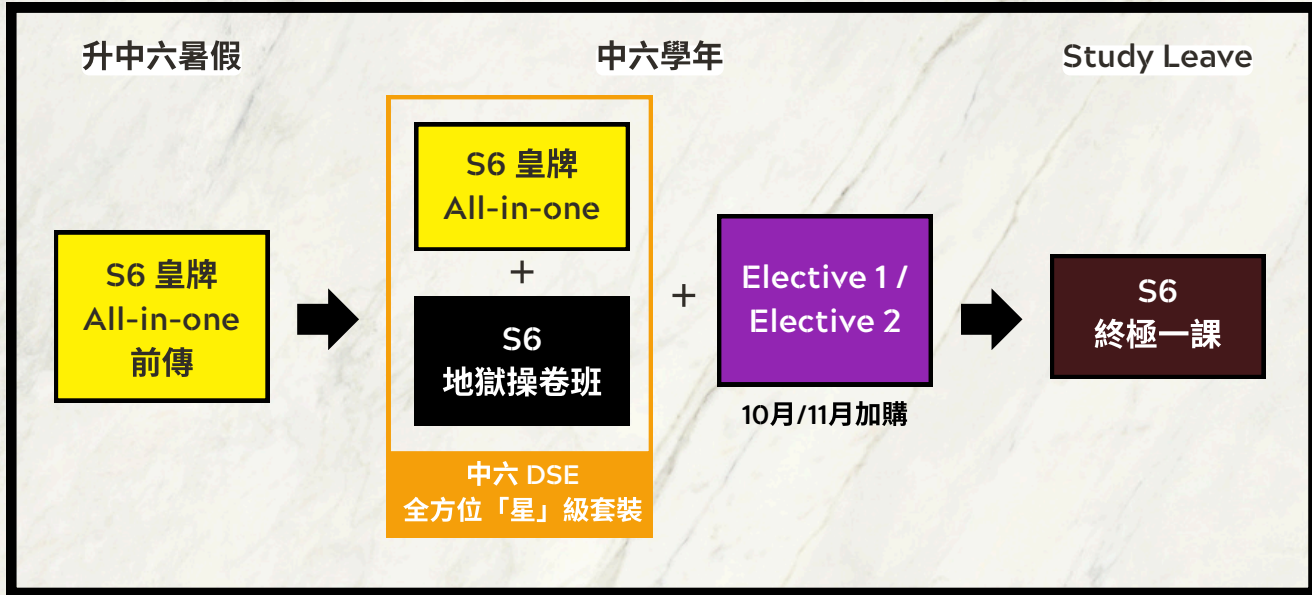 升中六暑假
中六學年
Study Leave
S6 皇牌
All-in-one
前傳
S6 皇牌
All-in-one
+
S6
地獄操卷班
中六 DSE
全方位「星」級套裝
+
Elective 1 /
Elective 2
10月/11月加購
S6
終極一課